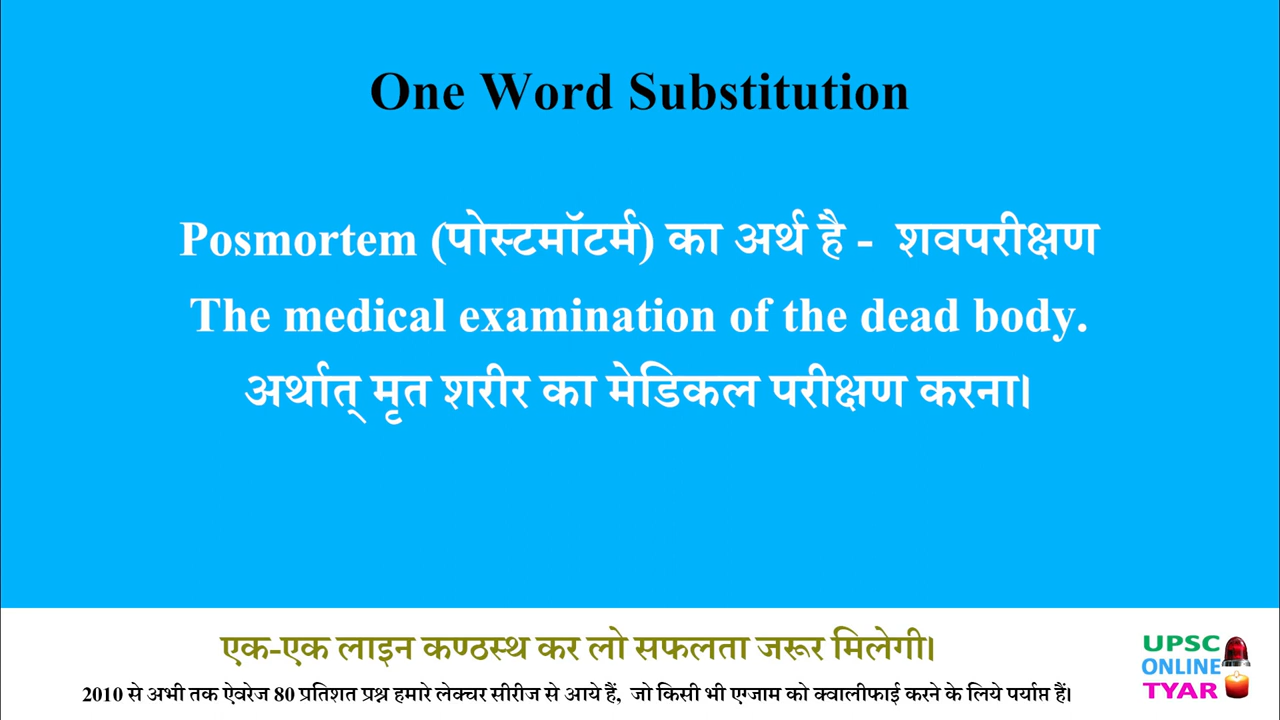 One Word Substitution
Posmortem (पोस्टमॉटर्म) का अर्थ है - शवपरीक्षण
The medical examination of the dead body.
अर्थात् मृत शरीर का मेडिकल परीक्षण करना।
एक-एक लाइन कण्ठस्थ कर लो सफलता जरूर मिलेगी।
2010 से अभी तक ऐवरेज 80 प्रतिशत प्रश्न हमारे लेक्चर सीरीज से आये हैं, जो किसी भी एग्जाम को क्वालीफाई करने के लिये पर्याप्त हैं।
UPSC
ONLINE
TYAR